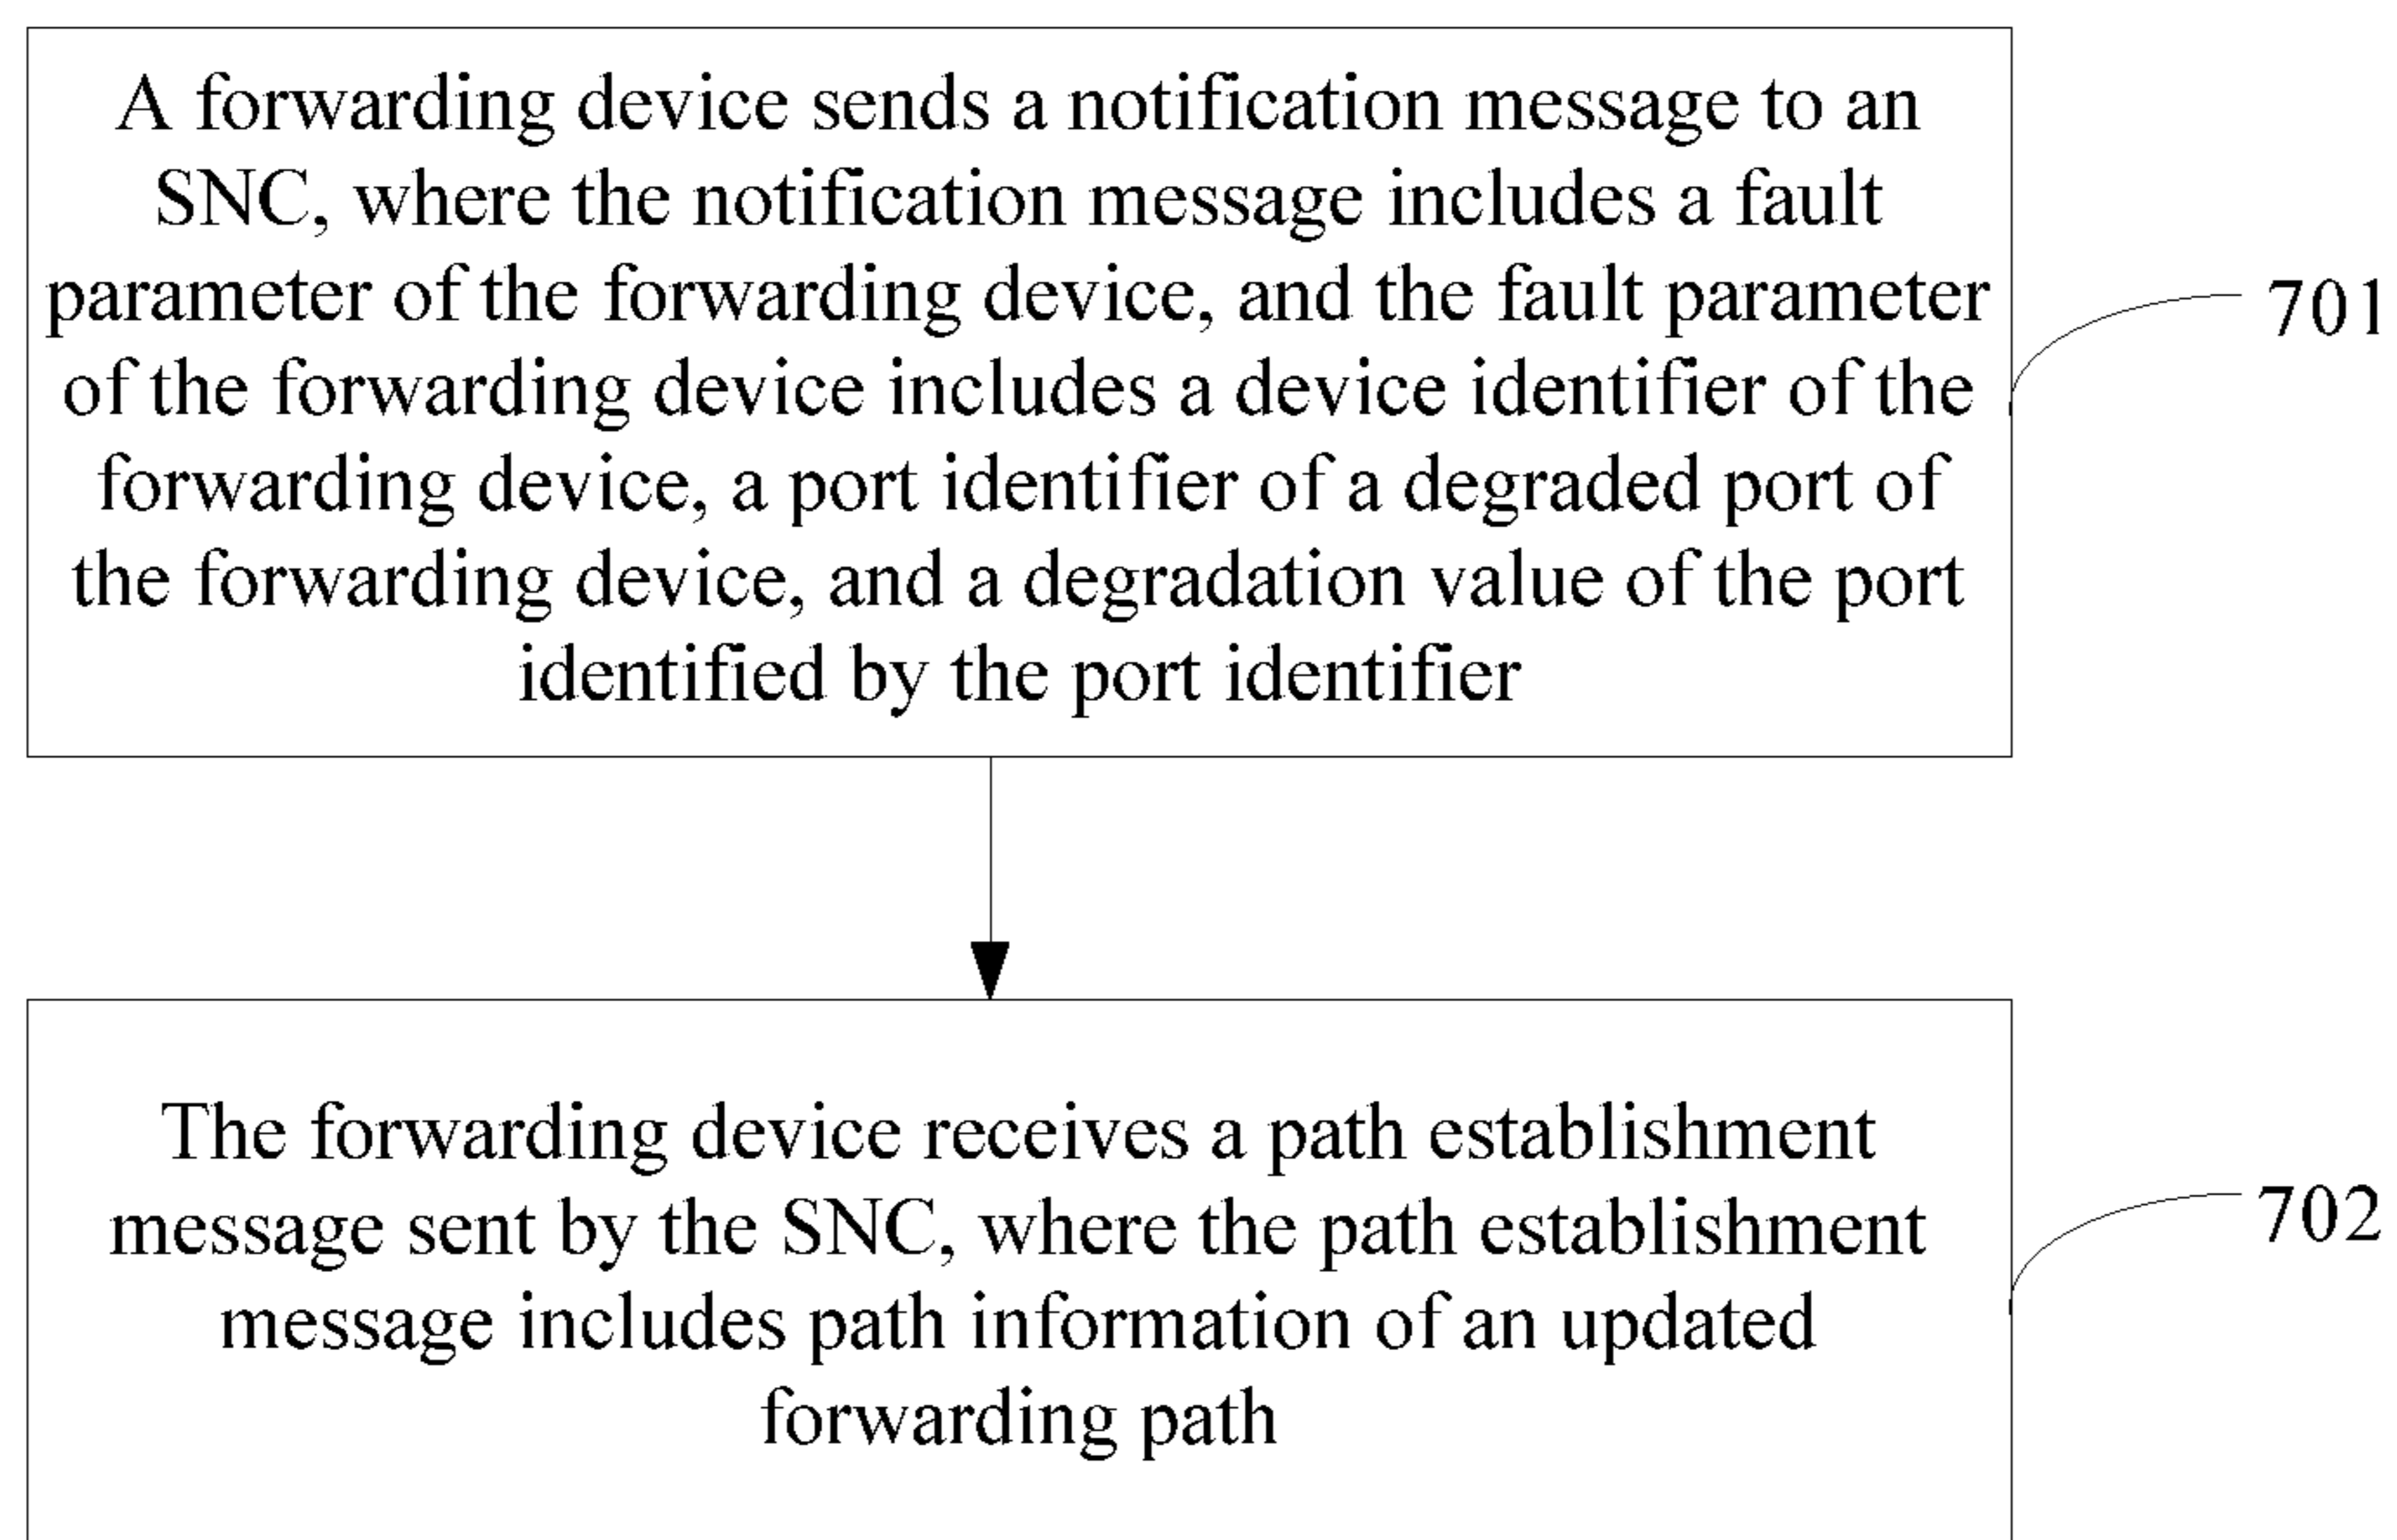 A forwarding device sends a notification message to an
SNC, where the notification message includes a fault
parameter of the forwarding device, and the fault parameter
of the forwarding device includes a device identifier of the
forwarding device, a port identifier of a degraded port of
the forwarding device, and a degradation value of the port
identified by the port identifier
701
The forwarding device receives a path establishment
message sent by the SNC, where the path establishment
message includes path information of an updated
forwarding path
702